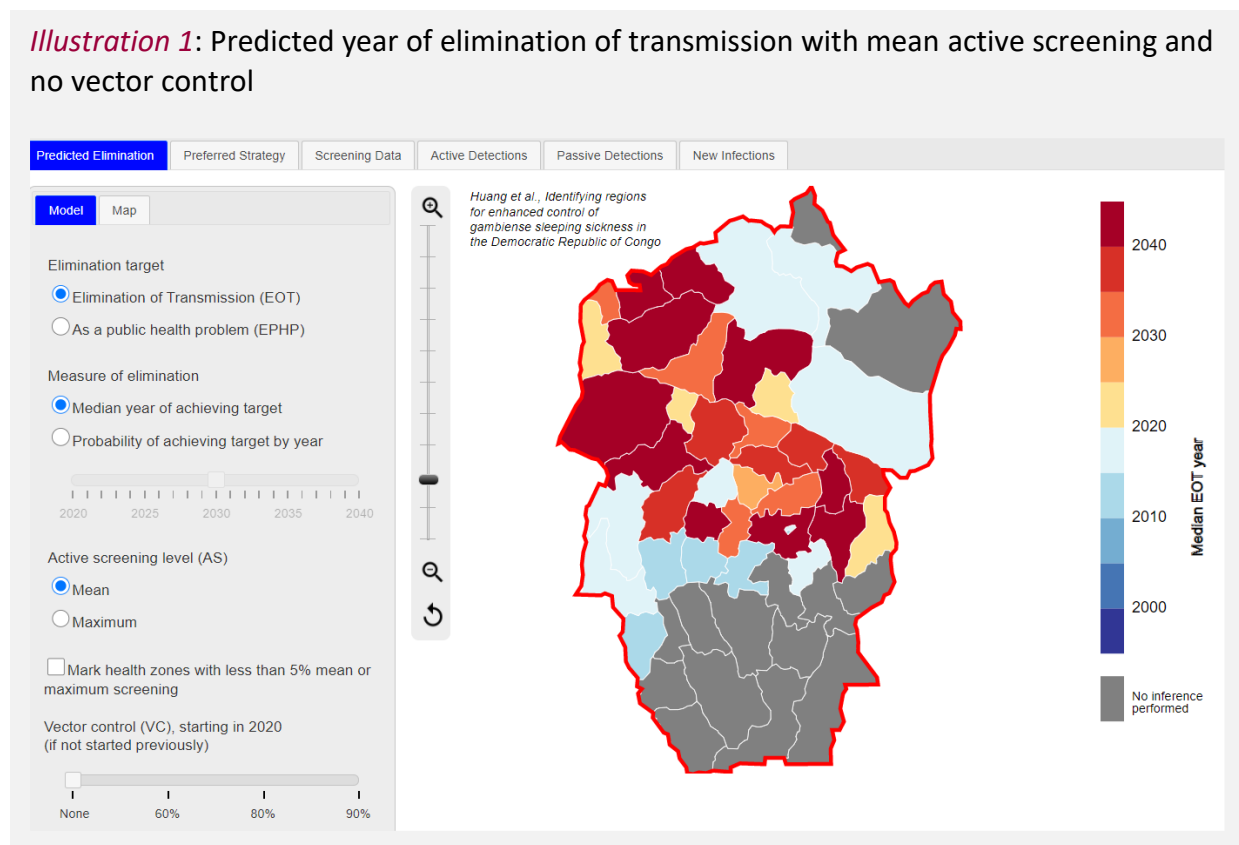 Illustration 1: Predicted year of elimination of transmission with mean active screening and
no vector control
Predicted Elimination
Preferred Strategy
Screening Data
Active Detections
Passive Detections
New Infections
Model
Map
Elimination target
Elimination of Transmission (EOT)
As a public health problem (EPHP)
Measure of elimination
Median year of achieving target
Probability of achieving target by year
2020
2025
2030
2035
2040
Active screening level (AS)
Mean
Maximum
Mark health zones with less than 5% mean or
maximum screening
Vector control (VC), starting in 2020
(if not started previously)
None
60%
80%
90%
Huang et al., Identifying regions
for enhanced control of
gambiense sleeping sickness in
the Democratic Republic of Congo
2040
2030
2020
2010
2000
Median EOT year
No inference
performed